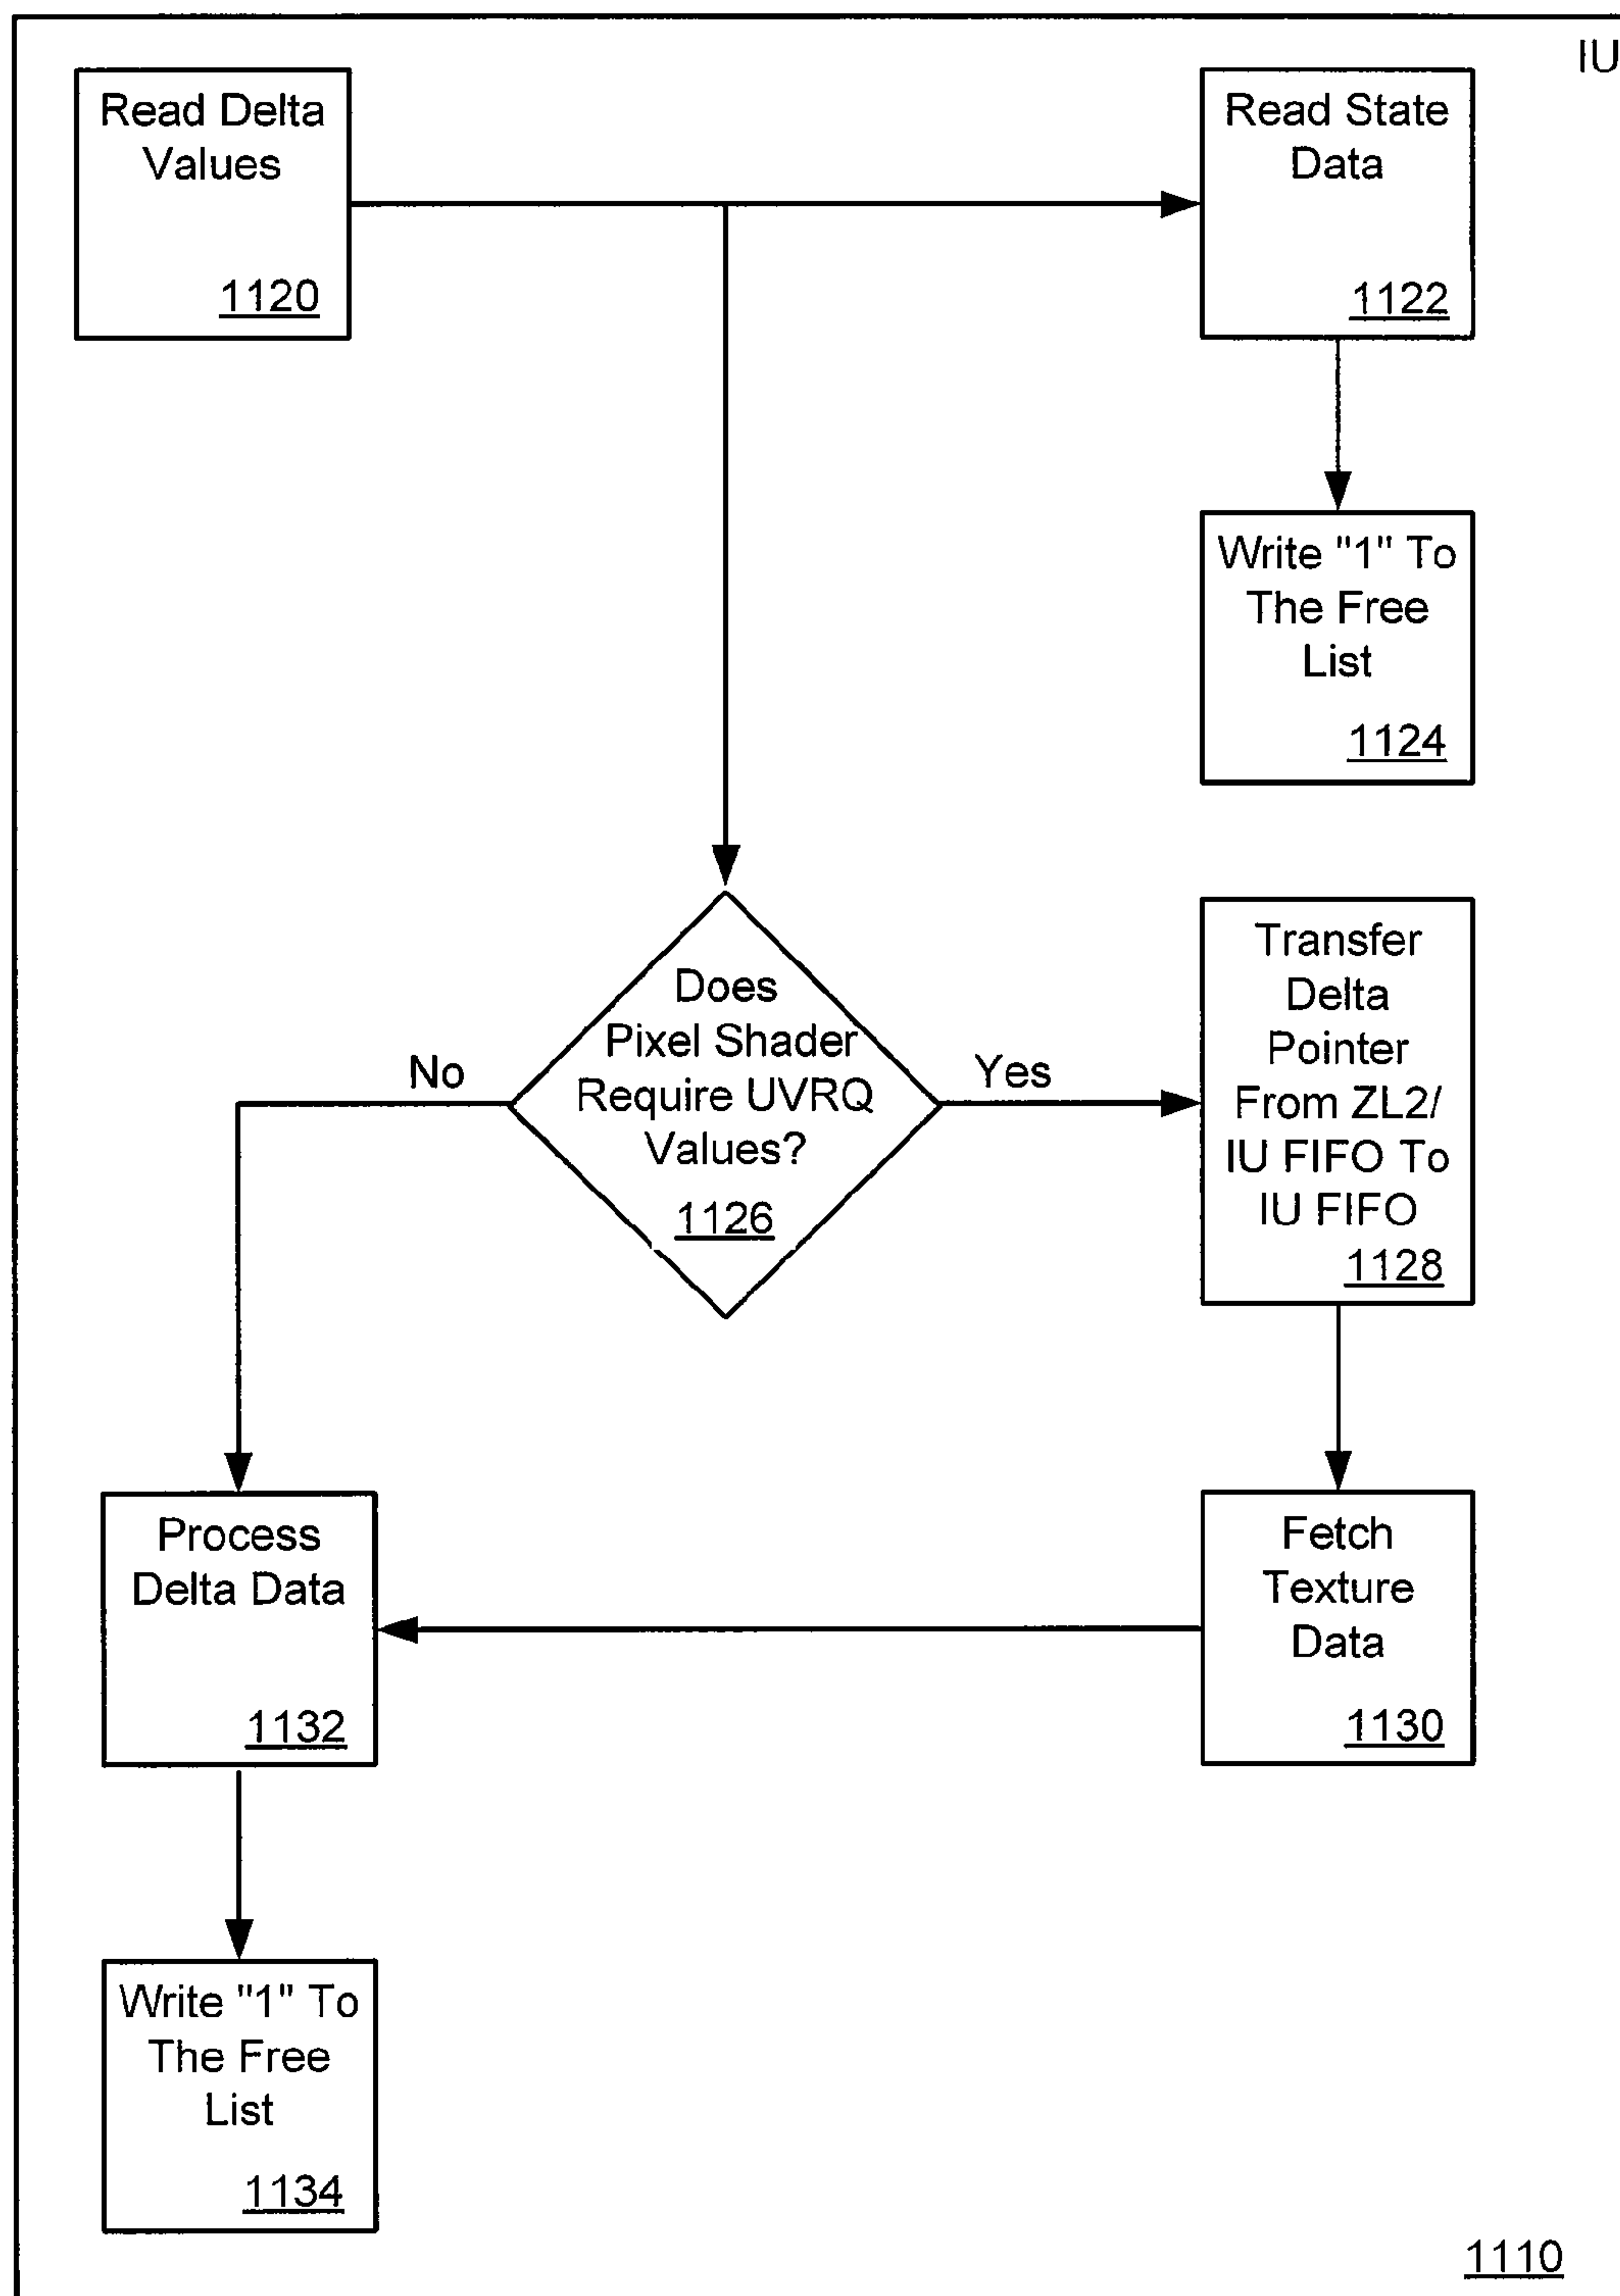 IU
Read Delta
Values
1120
Read State
Data
1122
Write "1" To
The Free
List
1124
Does
Pixel Shader
Require UVRQ
Values?
1126
No
Yes
Transfer
Delta
Pointer
From ZL2/
IU FIFO To
IU FIFO
1128
Process
Delta Data
1132
Fetch
Texture
Data
1130
Write "1" To
The Free
List
1134
1110